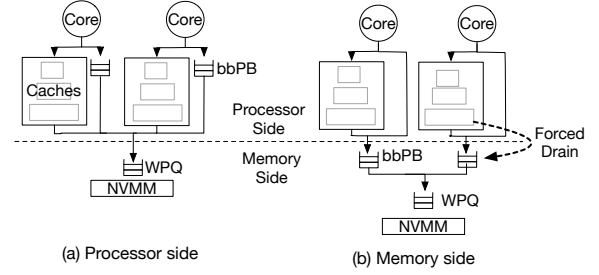 Core
Core
Core
Core
bbPB
Caches
Processor
Side
Forced
Drain
Memory
Side
bbPB
WPQ
NVMM
WPQ
NVMM
(a) Processor side
(b) Memory side